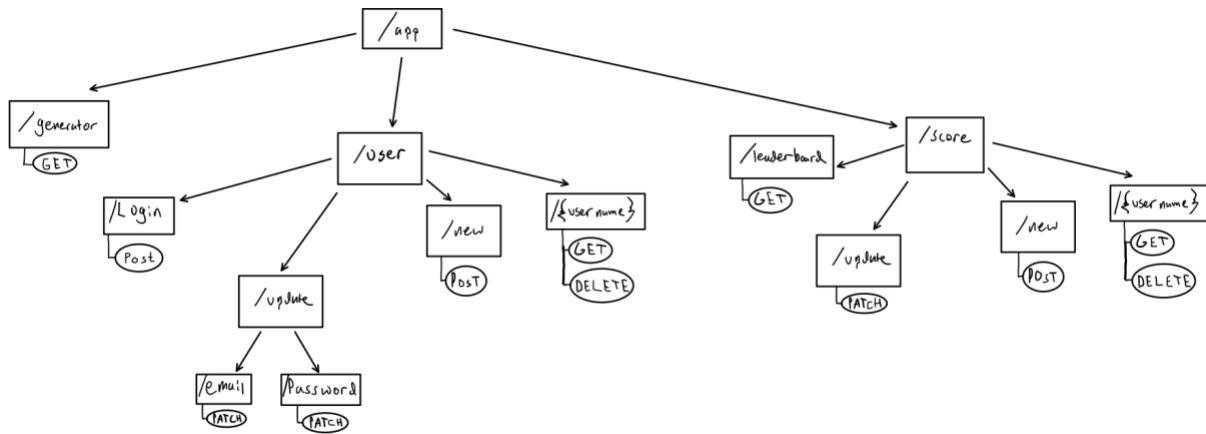 /app
/generator
GET
/user
/Login
Post
/update
/email
PATCH
/Password
PATCH
/new
POST
/{username}
GET
DELETE
/score
/leaderboard
GET
/update
PATCH
/new
POST
/{username}
GET
DELETE